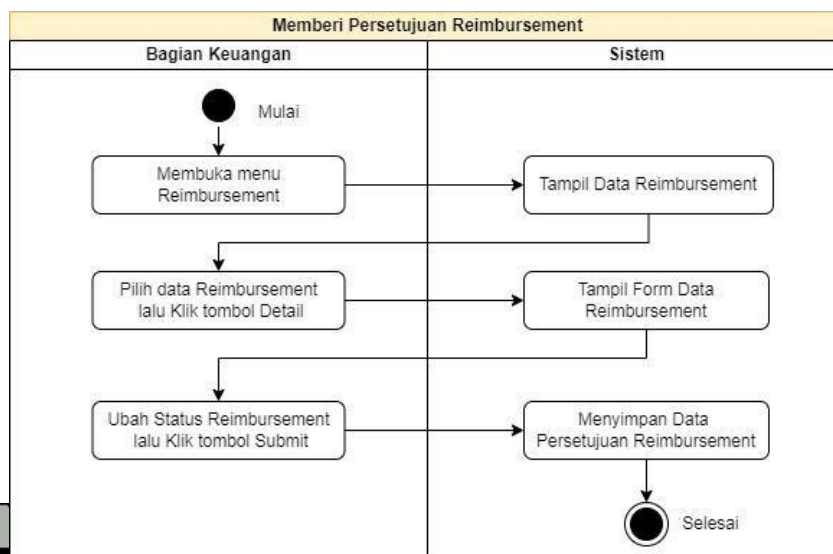 Memberi Persetujuan Reimbursement
Bagian Keuangan
Sistem
Mulai
Membuka menu
Reimbursement
Tampil Data Reimbursement
Pilih data Reimbursement
lalu Klik tombol Detail
Tampil Form Data
Reimbursement
Ubah Status Reimbursement
lalu Klik tombol Submit
Menyimpan Data
Persetujuan Reimbursement
Selesai